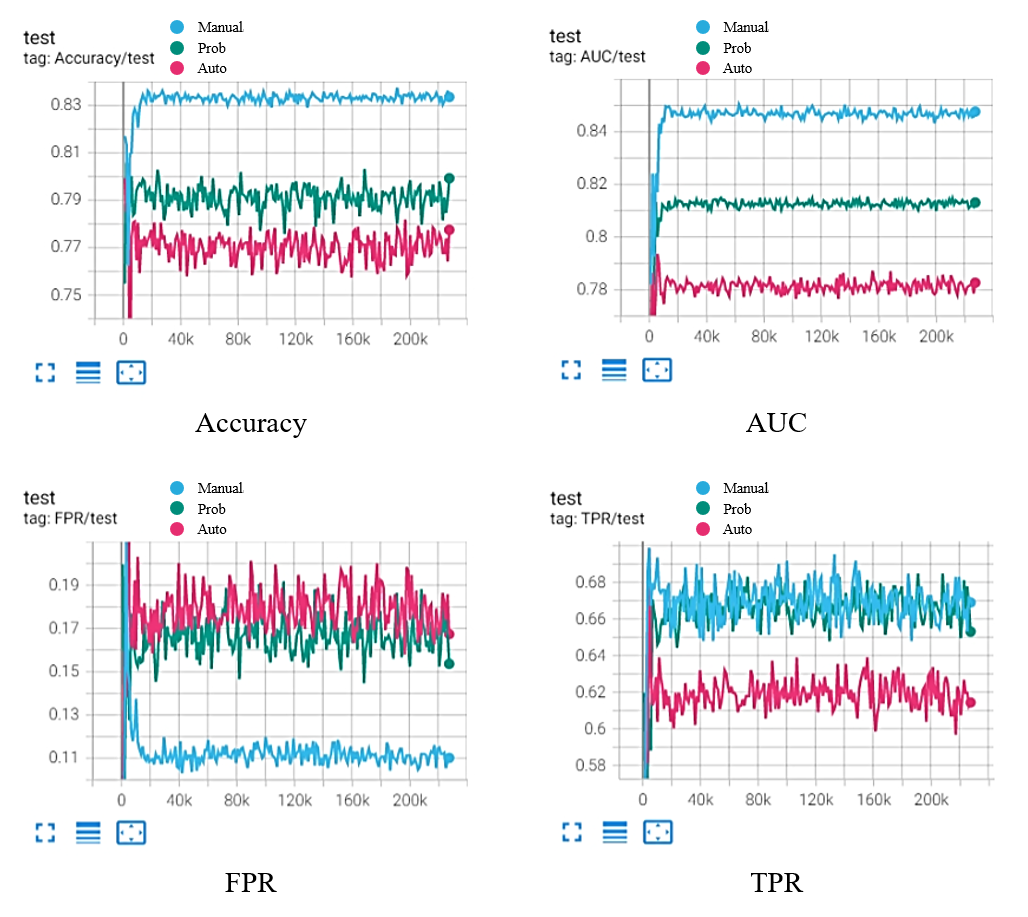 test
tag: Accuracy/test
Manual
Prob
Auto
0.83
0.81
0.79
0.77
0.75
0 40k 80k 120k 160k 200k
Accuracy
test
tag: AUC/test
Manual
Prob
Auto
0.84
0.82
0.8
0.78
0 40k 80k 120k 160k 200k
AUC
test
tag: FPR/test
Manual
Prob
Auto
0.19
0.17
0.15
0.13
0.11
0 40k 80k 120k 160k 200k
FPR
test
tag: TPR/test
Manual
Prob
Auto
0.68
0.66
0.64
0.62
0.6
0.58
0 40k 80k 120k 160k 200k
TPR